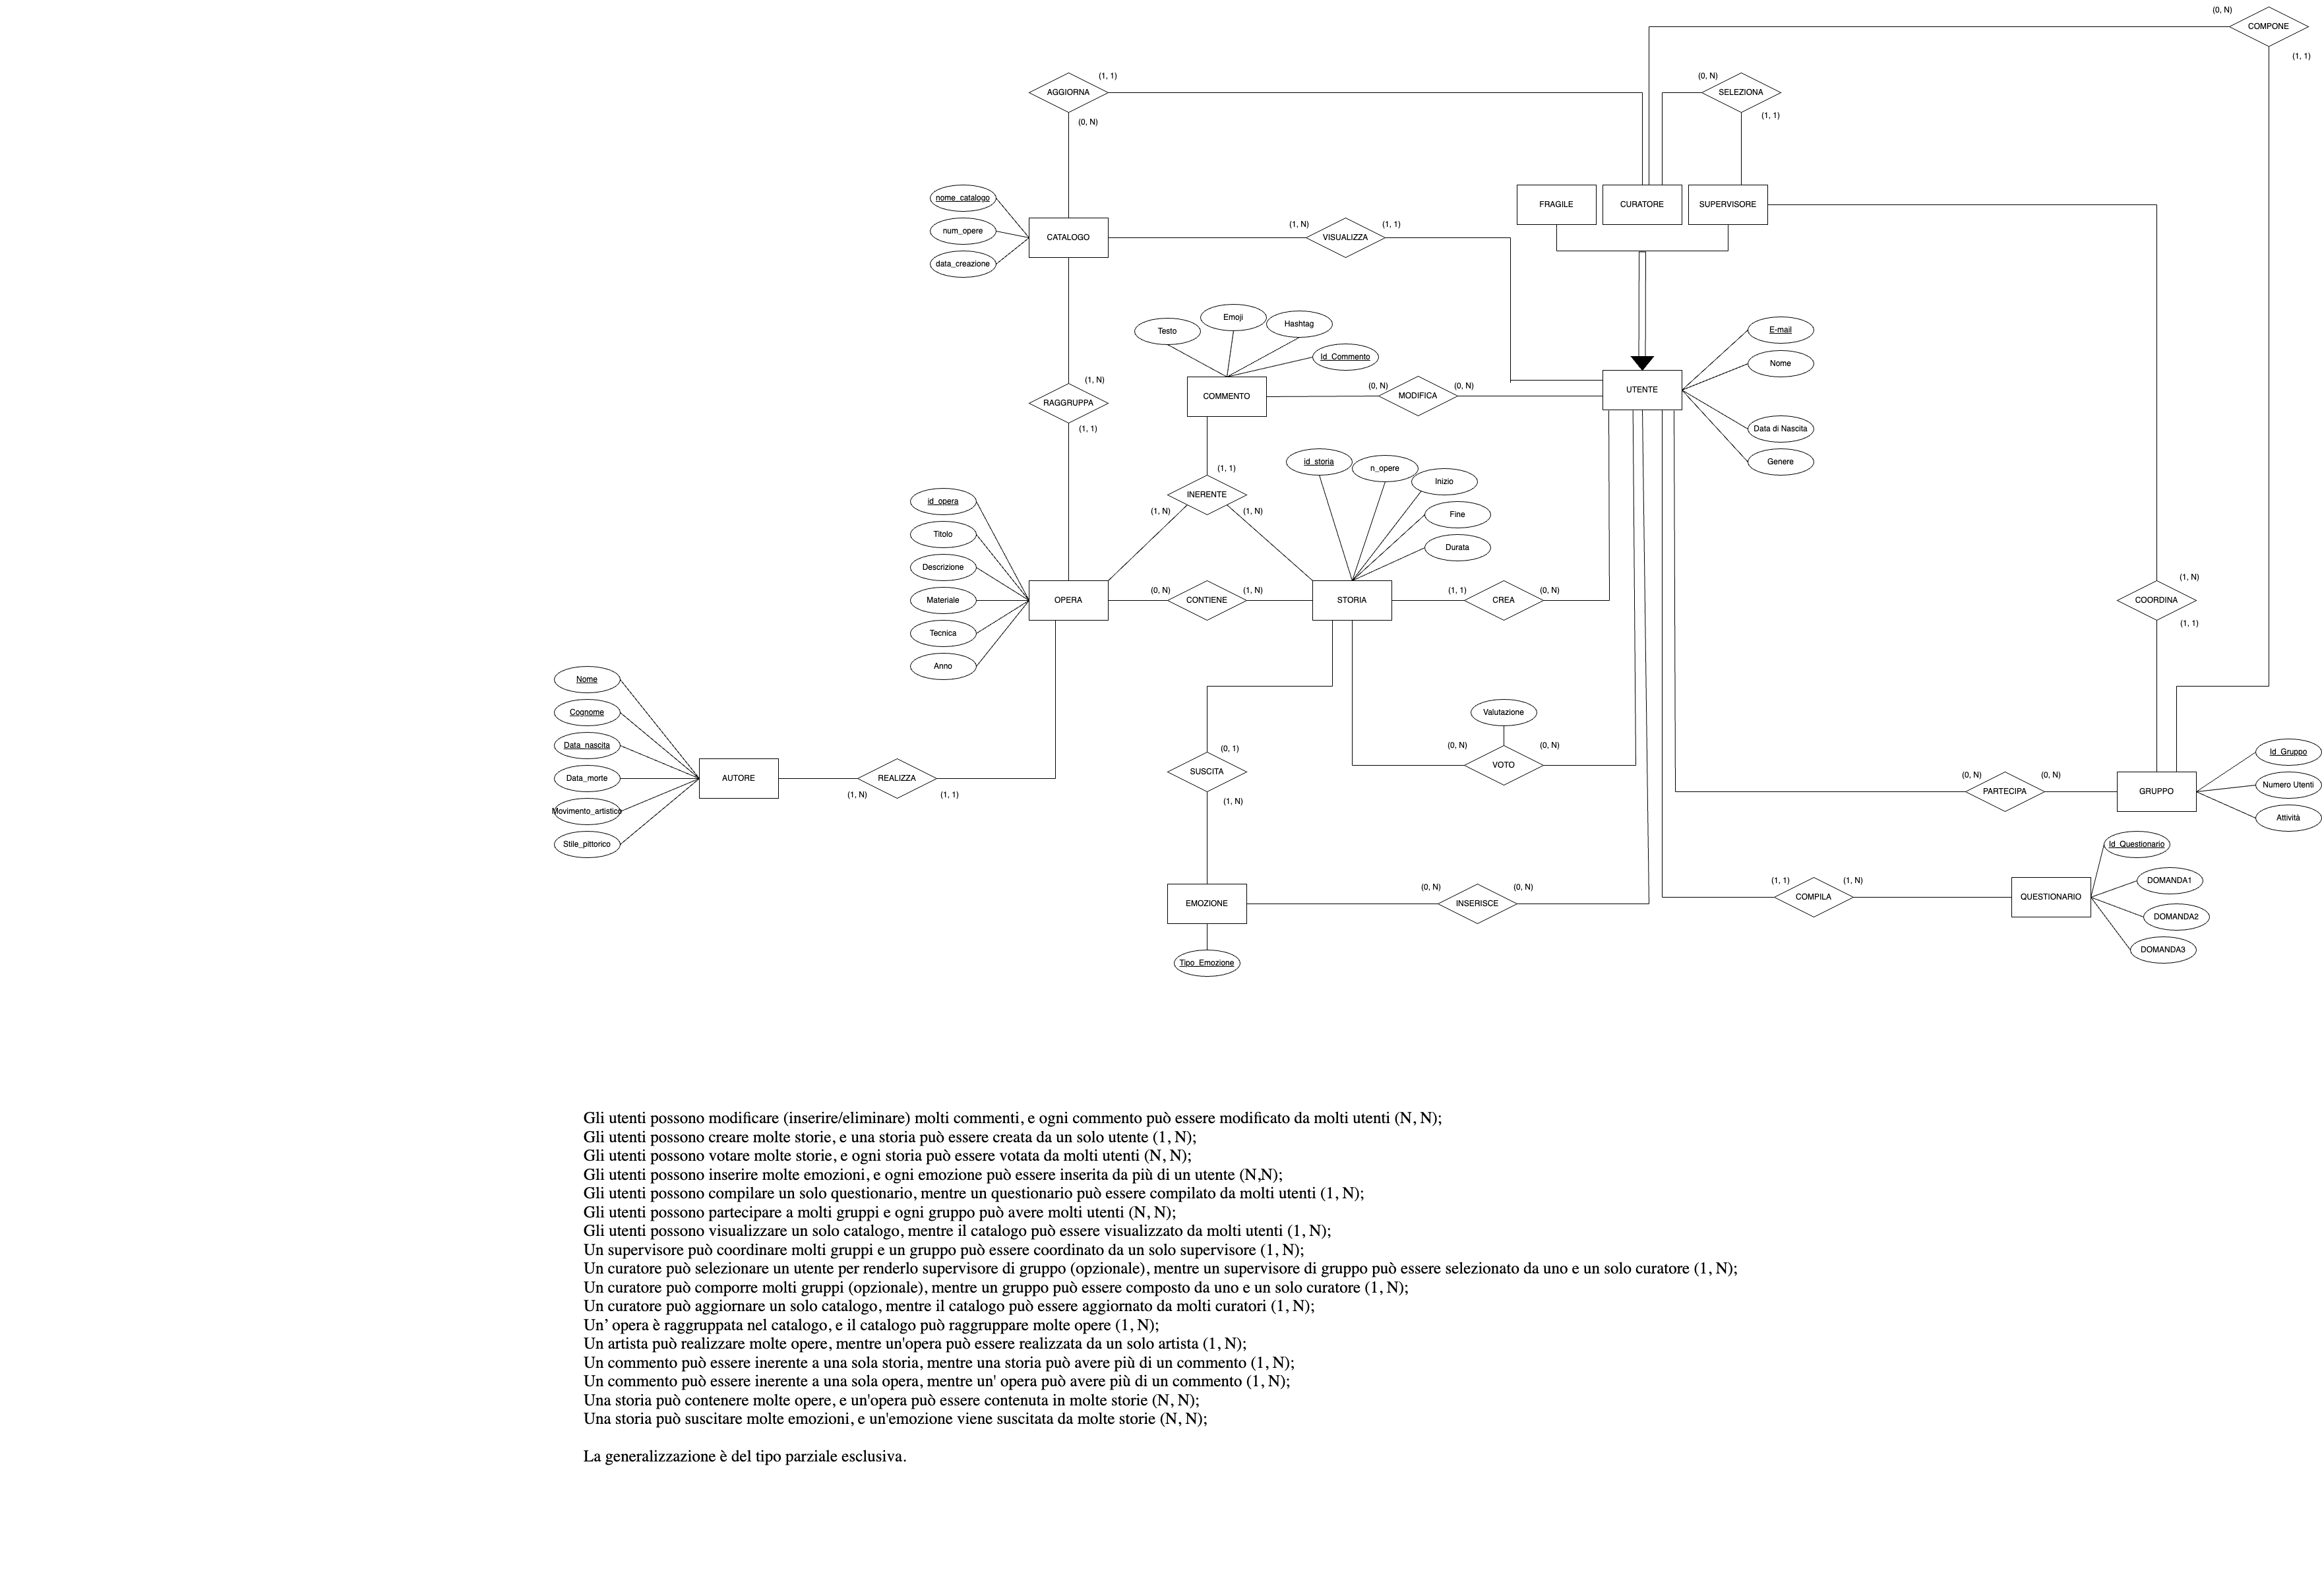 (0, N)
COMPONE
(1, 1)
(1, 1)
AGGIORNA
(0, N)
(0, N)
SELEZIONA
(1, 1)
FRAGILE
CURATORE
SUPERVISORE
nome_catalogo
num_opere
data_creazione
CATALOGO
(1, N)
VISUALIZZA
(1, 1)
Testo
Emoji
Hashtag
Id_Commento
COMMENTO
(0, N)
MODIFICA
(0, N)
UTENTE
E-mail
Nome
Data di Nascita
Genere
(1, N)
RAGGRUPPA
(1, 1)
(1, 1)
INERENTE
(1, N)
(1, N)
id_storia
n_opere
Inizio
Fine
Durata
id_opera
Titolo
Descrizione
Materiale
Tecnica
Anno
OPERA
(0, N)
CONTIENE
(1, N)
STORIA
(1, 1)
CREA
(0, N)
(1, N)
COORDINA
(1, 1)
Nome
Cognome
Data_nascita
Data_morte
Movimento_artistico
Stile_pittorico
AUTORE
REALIZZA
(1, N)
(1, 1)
(0, 1)
SUSCITA
(1, N)
Valutazione
(0, N)
VOTO
(0, N)
(0, N)
PARTECIPA
(0, N)
GRUPPO
Id_Gruppo
Numero Utenti
Attività
EMOZIONE
Tipo_Emozione
(0, N)
INSERISCE
(0, N)
(1, 1)
COMPILA
(1, N)
QUESTIONARIO
Id_Questionario
DOMANDA1
DOMANDA2
DOMANDA3
Gli utenti possono modificare (inserire/eliminare) molti commenti, e ogni commento può essere modificato da molti utenti (N, N);
Gli utenti possono creare molte storie, e una storia può essere creata da un solo utente (1, N);
Gli utenti possono votare molte storie, e ogni storia può essere votata da molti utenti (N, N);
Gli utenti possono inserire molte emozioni, e ogni emozione può essere inserita da più di un utente (N,N);
Gli utenti possono compilare un solo questionario, mentre un questionario può essere compilato da molti utenti (1, N);
Gli utenti possono partecipare a molti gruppi e ogni gruppo può avere molti utenti (N, N);
Gli utenti possono visualizzare un solo catalogo, mentre il catalogo può essere visualizzato da molti utenti (1, N);
Un supervisore può coordinare molti gruppi e un gruppo può essere coordinato da un solo supervisore (1, N);
Un curatore può selezionare un utente per renderlo supervisore di gruppo (opzionale), mentre un supervisore di gruppo può essere selezionato da uno e un solo curatore (1, N);
Un curatore può comporre molti gruppi (opzionale), mentre un gruppo può essere composto da uno e un solo curatore (1, N);
Un curatore può aggiornare un solo catalogo, mentre il catalogo può essere aggiornato da molti curatori (1, N);
Un’ opera è raggruppata nel catalogo, e il catalogo può raggruppare molte opere (1, N);
Un artista può realizzare molte opere, mentre un'opera può essere realizzata da un solo artista (1, N);
Un commento può essere inerente a una sola storia, mentre una storia può avere più di un commento (1, N);
Un commento può essere inerente a una sola opera, mentre un' opera può avere più di un commento (1, N);
Una storia può contenere molte opere, e un'opera può essere contenuta in molte storie (N, N);
Una storia può suscitare molte emozioni, e un'emozione viene suscitata da molte storie (N, N);
La generalizzazione è del tipo parziale esclusiva.